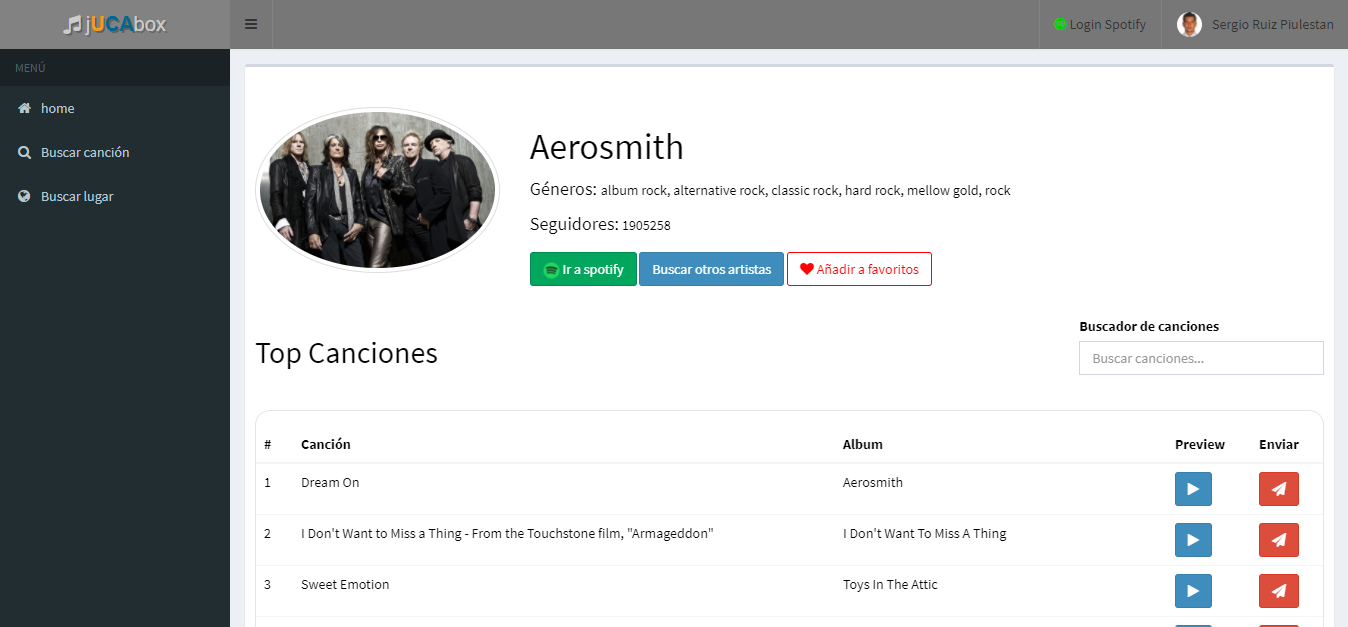 jUCAbox
Login Spotify
Sergio Ruiz Piulestan
MENÚ
home
Buscar canción
Buscar lugar
Aerosmith
Géneros: album rock, alternative rock, classic rock, hard rock, mellow gold, rock
Seguidores: 1905258
Ir a spotify
Buscar otros artistas
Añadir a favoritos
Top Canciones
Buscador de canciones
Buscar canciones...
# Canción Album Preview Enviar
1 Dream On Aerosmith
2 I Don't Want to Miss a Thing - From the Touchstone film, "Armageddon" I Don't Want To Miss A Thing
3 Sweet Emotion Toys In The Attic